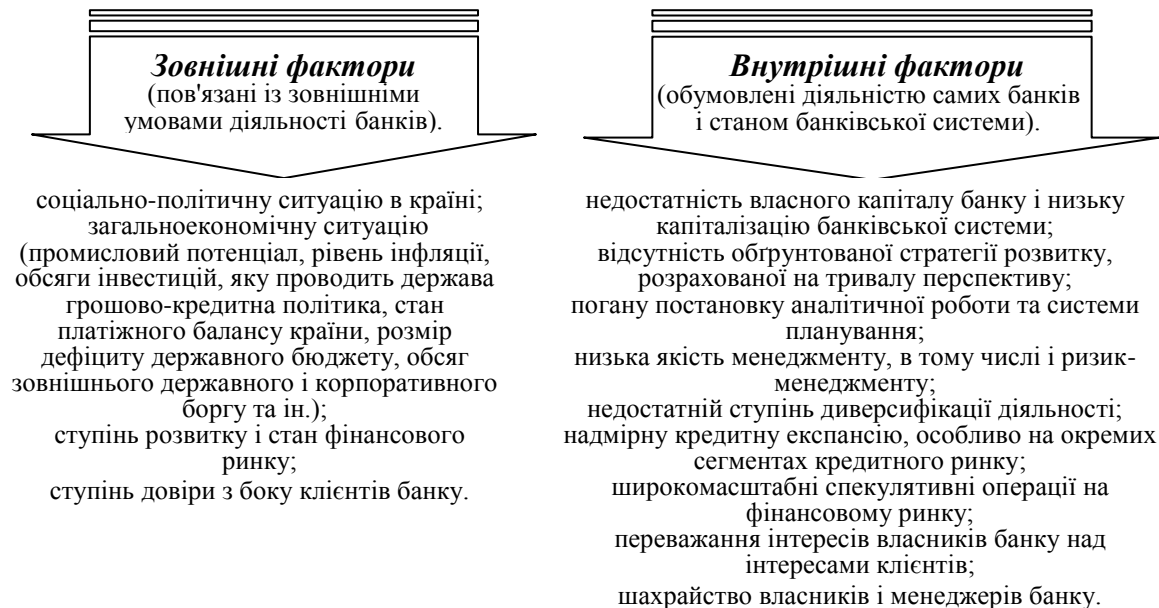 Зовнішні фактори
(пов'язані із зовнішніми
умовами діяльності банків).
соціально-політичну ситуацію в країні;
загальноекономічну ситуацію
(промисловий потенціал, рівень інфляції,
обсяги інвестицій, яку проводить держава
грошово-кредитна політика, стан
платіжного балансу країни, розмір
дефіциту державного бюджету, обсяг
зовнішнього державного і корпоративного
боргу та ін.);
ступінь розвитку і стан фінансового
ринку;
ступінь довіри з боку клієнтів банку.
Внутрішні фактори
(обумовлені діяльністю самих банків
і станом банківської системи).
недостатність власного капіталу банку і низьку
капіталізацію банківської системи;
відсутність обґрунтованої стратегії розвитку,
розрахованої на тривалу перспективу;
погану постановку аналітичної роботи та системи
планування;
низька якість менеджменту, в тому числі і ризик-
менеджменту;
недостатній ступінь диверсифікації діяльності;
надмірну кредитну експансію, особливо на окремих
сегментах кредитного ринку;
широкомасштабні спекулятивні операції на
фінансовому ринку;
переважання інтересів власників банку над
інтересами клієнтів;
шахрайство власників і менеджерів банку.